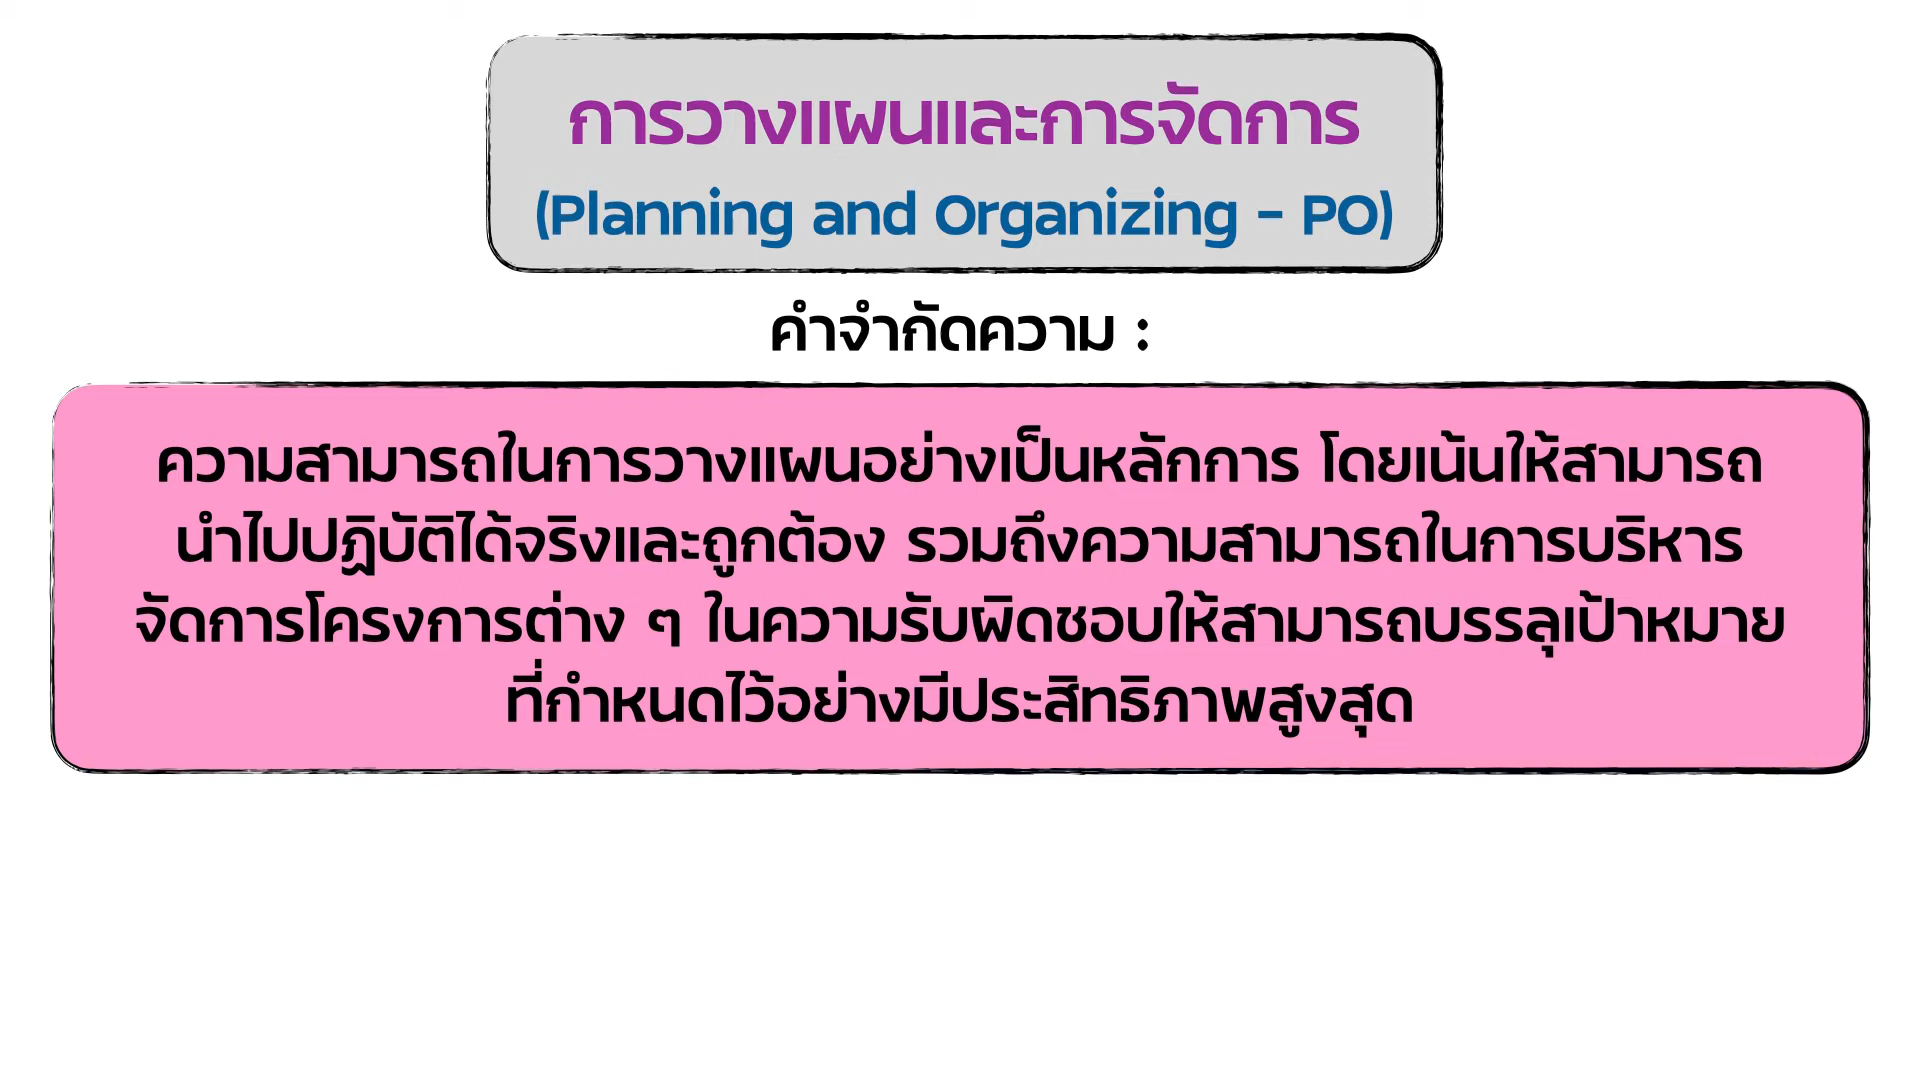 การวางแผนและการจัดการ
(Planning and Organizing - PO)
คำจำกัดความ :
ความสามารถในการวางแผนอย่างเป็นหลักการ โดยเน้นให้สามารถ
นำไปปฏิบัติได้จริงและถูกต้อง รวมถึงความสามารถในการบริหาร
จัดการโครงการต่าง ๆ ในความรับผิดชอบให้สามารถบรรลุเป้าหมาย
ที่กำหนดไว้อย่างมีประสิทธิภาพสูงสุด